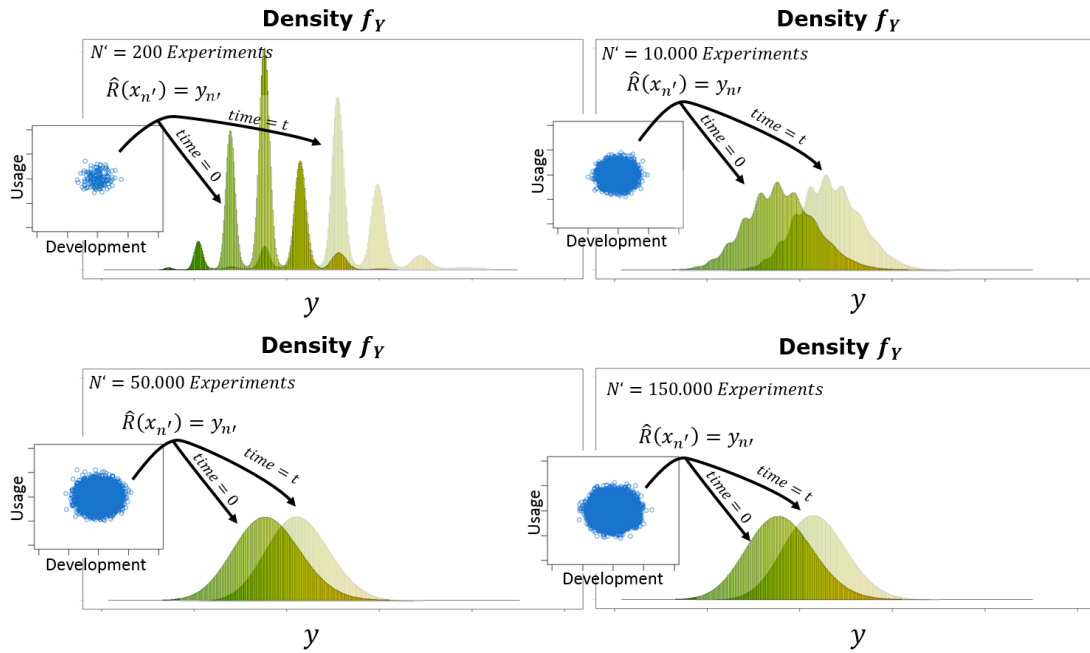 Density f_Y
N‘ = 200 Experiments
R̂(x_n′) = y_n′
time = t
time = 0
Usage
Development
y
Density f_Y
N‘ = 10.000 Experiments
R̂(x_n′) = y_n′
time = t
time = 0
Usage
Development
y
Density f_Y
N‘ = 50.000 Experiments
R̂(x_n′) = y_n′
time = t
time = 0
Usage
Development
y
Density f_Y
N‘ = 150.000 Experiments
R̂(x_n′) = y_n′
time = t
time = 0
Usage
Development
y